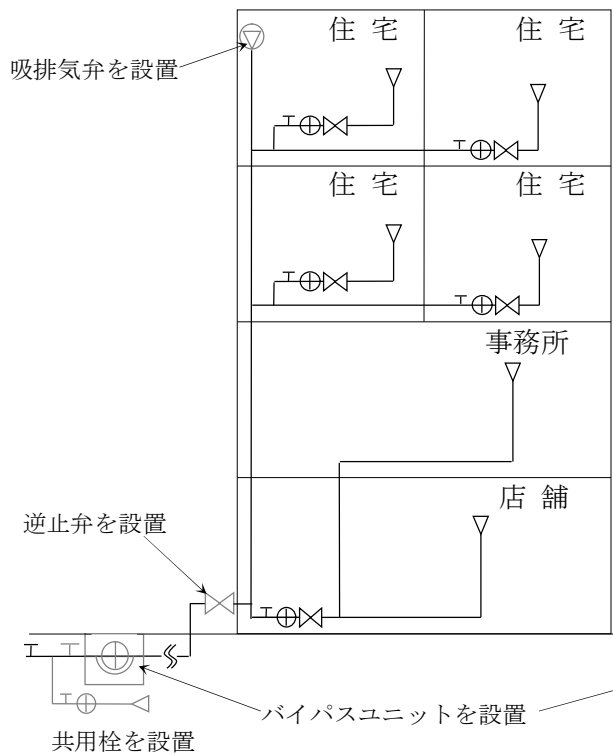 住 宅
住 宅
吸排気弁を設置
住 宅
住 宅
事務所
店 舗
逆止弁を設置
バイパスユニットを設置
共用栓を設置